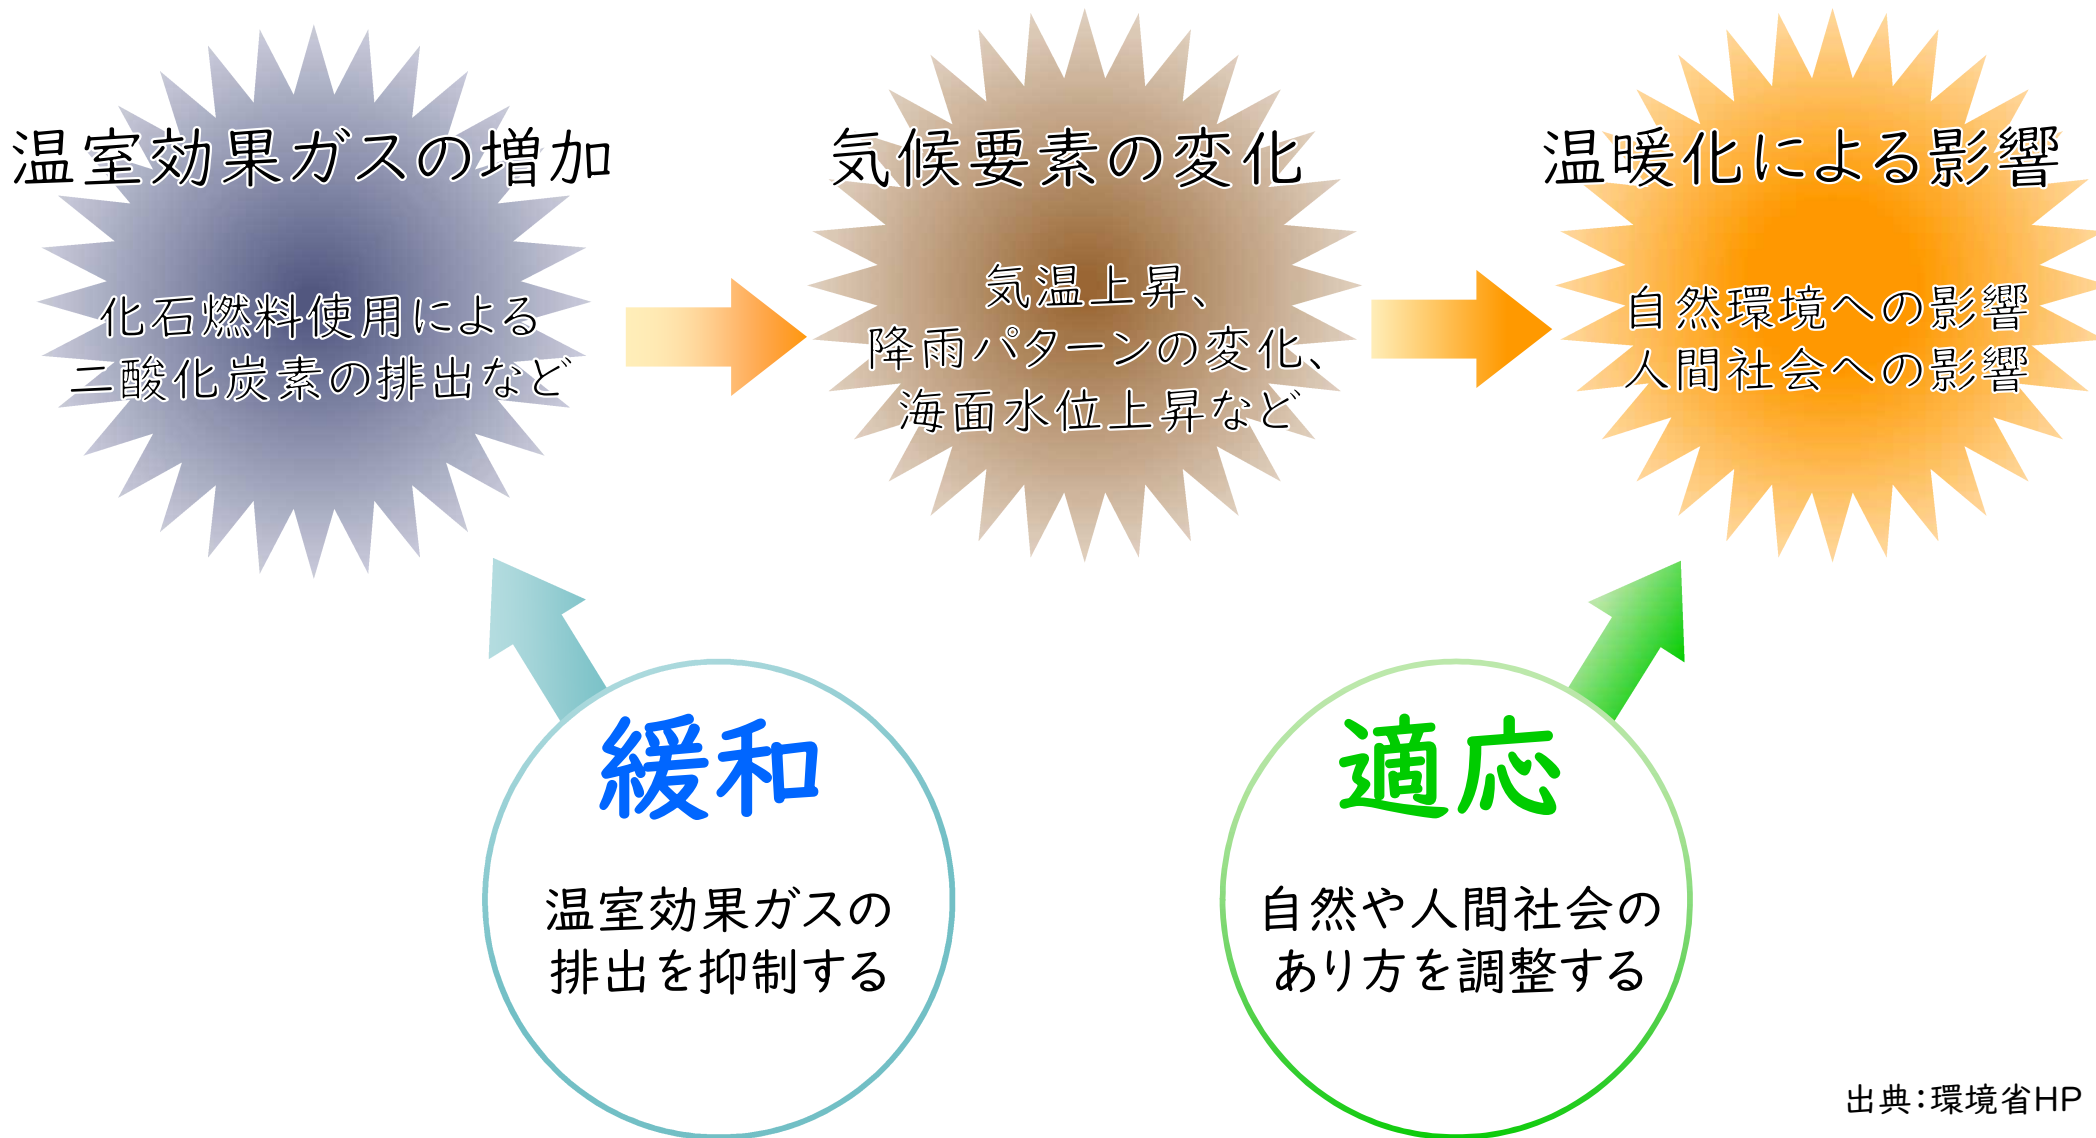 温室効果ガスの増加
化石燃料使用による
二酸化炭素の排出など
気候要素の変化
気温上昇、
降雨パターンの変化、
海面水位上昇など
温暖化による影響
自然環境への影響
人間社会への影響
緩和
温室効果ガスの
排出を抑制する
適応
自然や人間社会の
あり方を調整する
出典：環境省HP